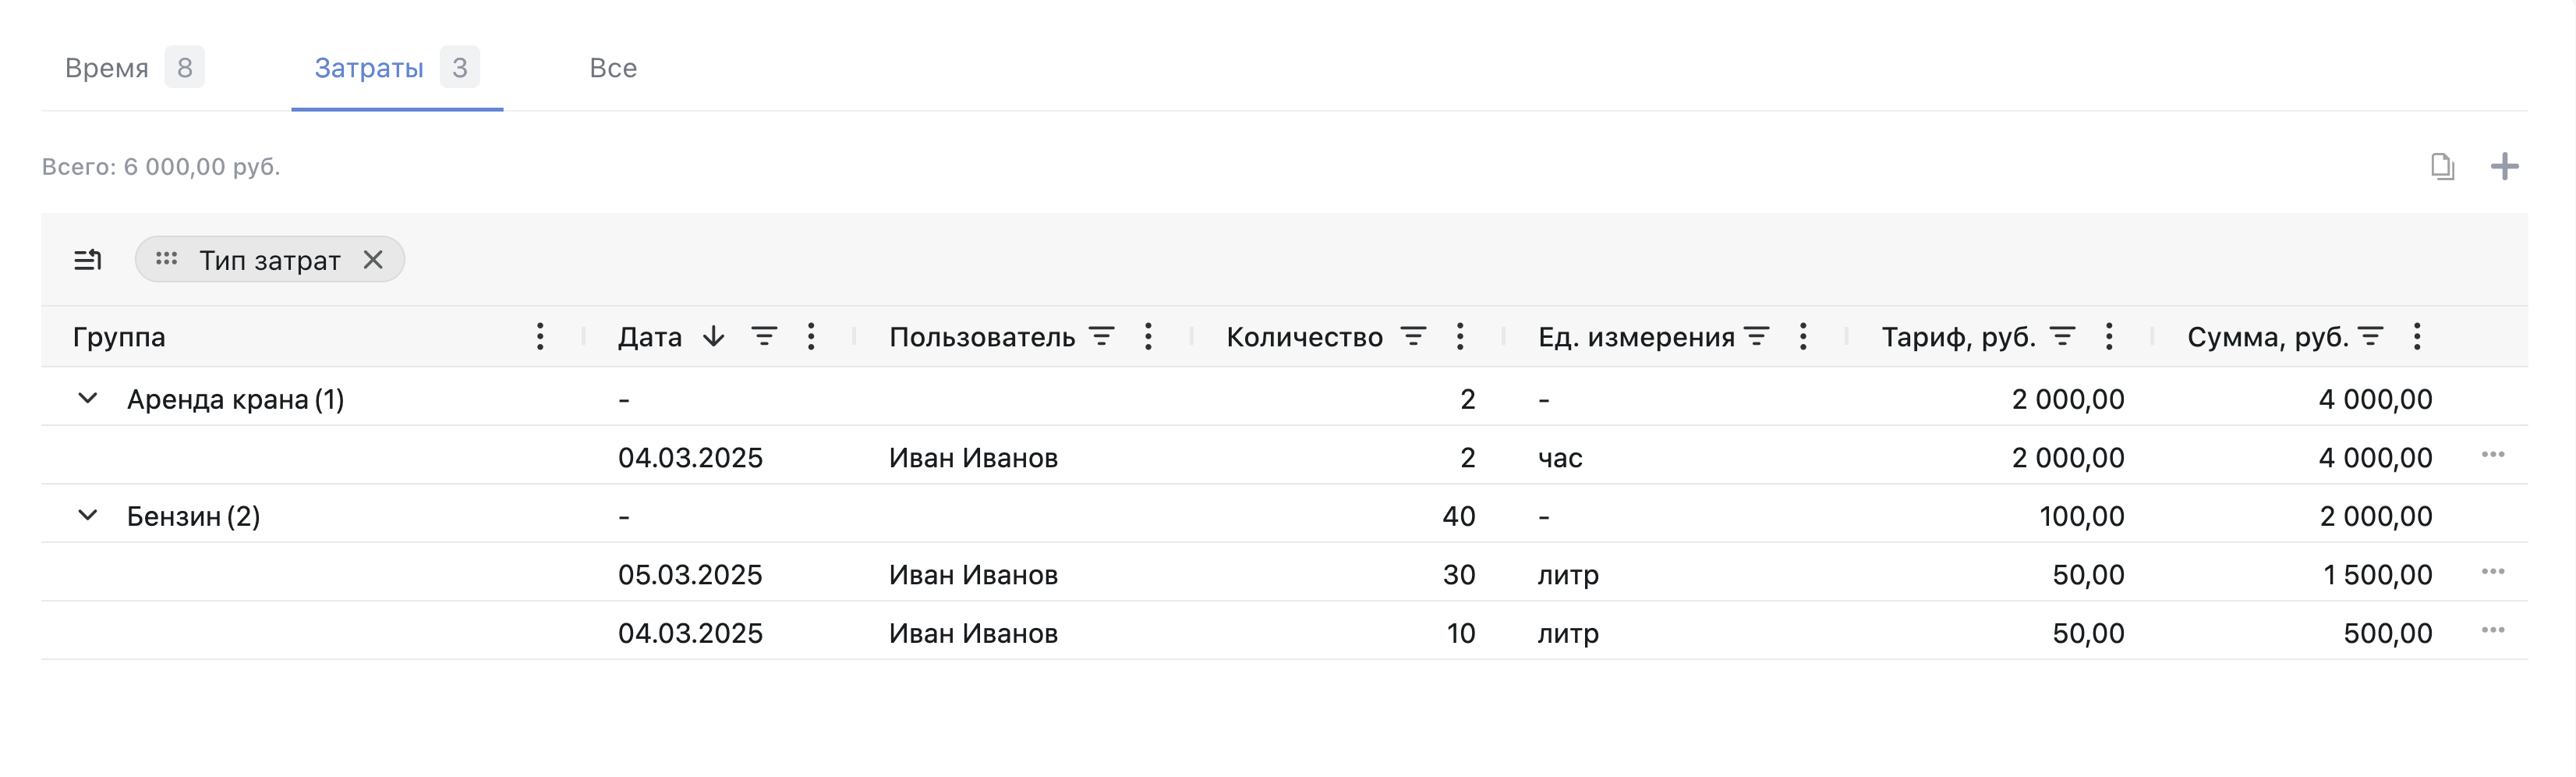 Время 8 Затраты 3 Все
Всего: 6 000,00 руб.
Тип затрат
Группа Дата Пользователь Количество Ед. измерения Тариф, руб. Сумма, руб.
Аренда крана (1) - 2 - 2 000,00 4 000,00
04.03.2025 Иван Иванов 2 час 2 000,00 4 000,00
Бензин (2) - 40 - 100,00 2 000,00
05.03.2025 Иван Иванов 30 литр 50,00 1 500,00
04.03.2025 Иван Иванов 10 литр 50,00 500,00